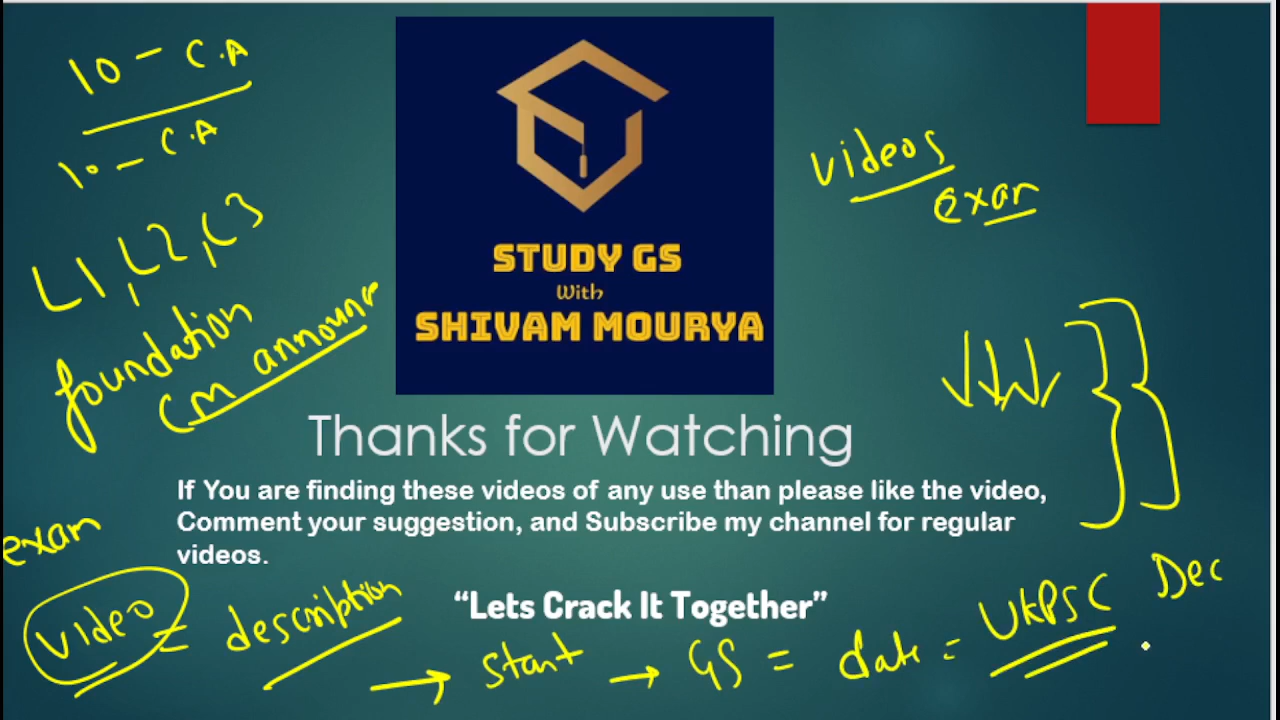 10 - C.A
10 - C.A
L1, L2, L3
foundation
CM announ
STUDY GS
With
SHIVAM MOURYA
videos
exam
Thanks for Watching
If You are finding these videos of any use than please like the video,
Comment your suggestion, and Subscribe my channel for regular
videos.
"Lets Crack It Together"
exam
video = description
→ Start → GS = date = UKPSC Dec